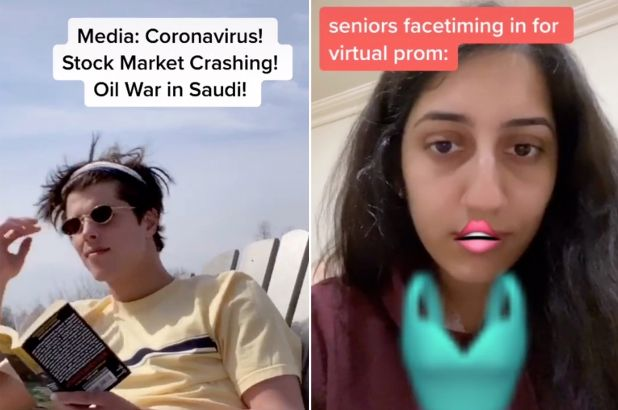 Media: Coronavirus!
Stock Market Crashing!
Oil War in Saudi!
seniors facetiming in for
virtual prom: